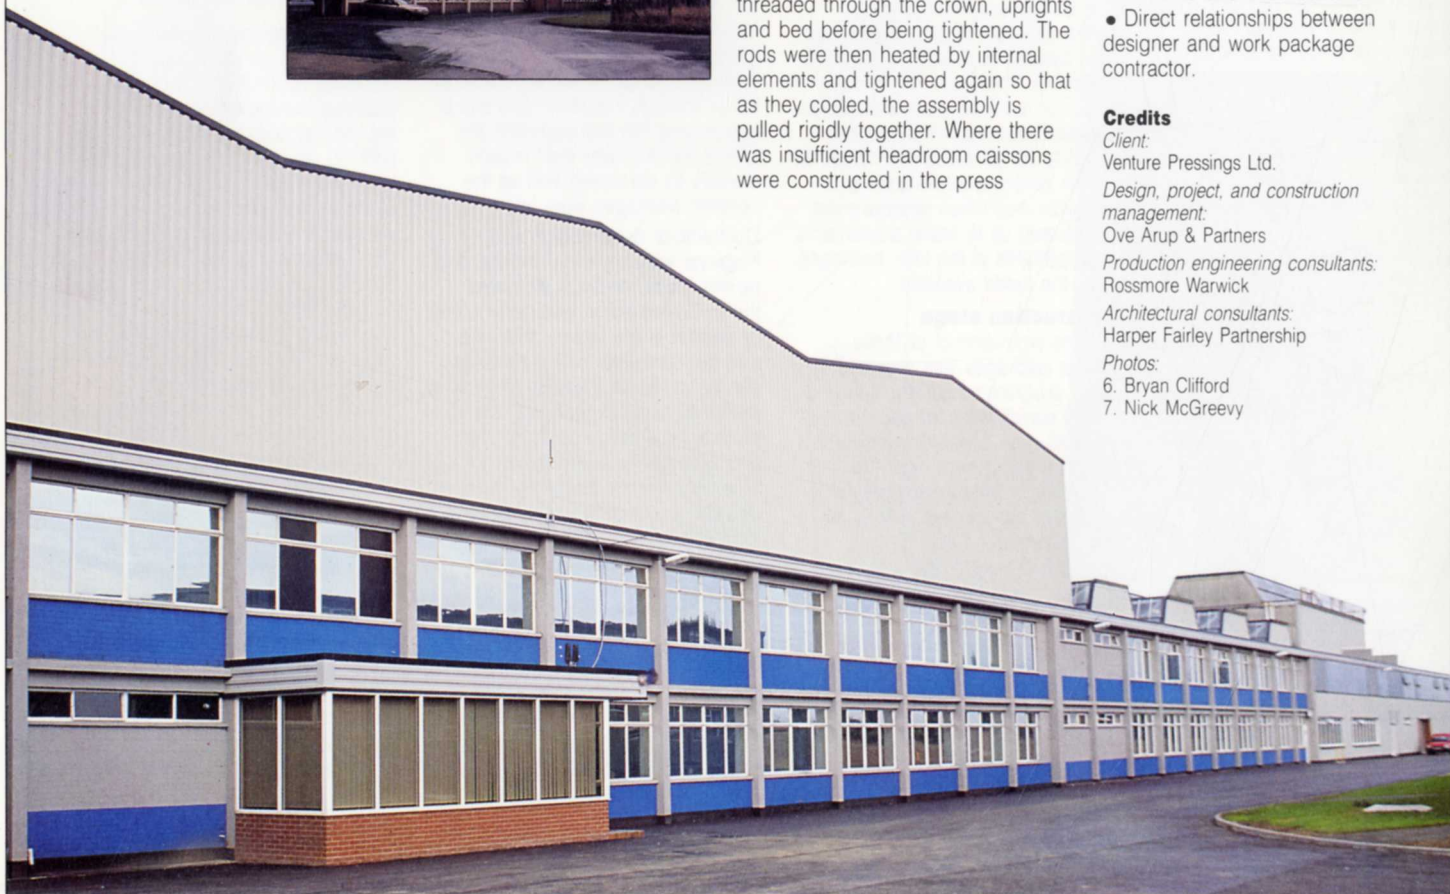 threaded through the crown, uprights
and bed before being tightened. The
rods were then heated by internal
elements and tightened again so that
as they cooled, the assembly is
pulled rigidly together. Where there
was insufficient headroom caissons
were constructed in the press
• Direct relationships between
designer and work package
contractor.
Credits
Client:
Venture Pressings Ltd.
Design, project, and construction
management:
Ove Arup & Partners
Production engineering consultants:
Rossmore Warwick
Architectural consultants:
Harper Fairley Partnership
Photos:
6. Bryan Clifford
7. Nick McGreevy